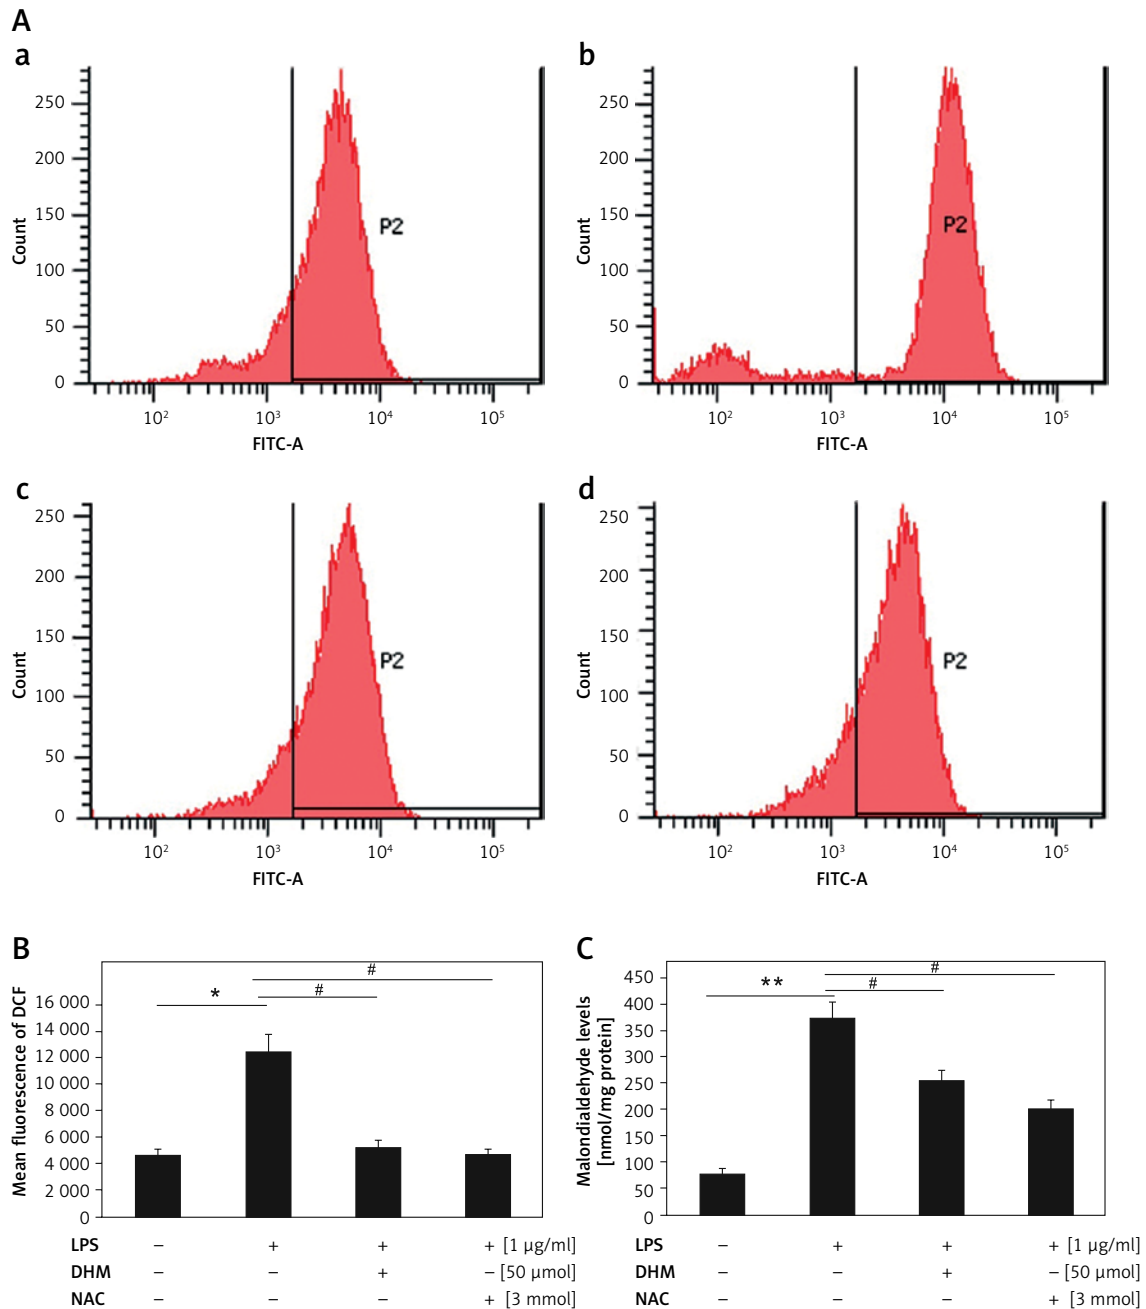 A
a
250
200
150
100
50
0
Count
P2
10² 10³ 10⁴ 10⁵
FITC-A
b
250
200
150
100
50
0
Count
P2
10² 10³ 10⁴ 10⁵
FITC-A
c
250
200
150
100
50
0
Count
P2
10² 10³ 10⁴ 10⁵
FITC-A
d
250
200
150
100
50
0
Count
P2
10² 10³ 10⁴ 10⁵
FITC-A
B
Mean fluorescence of DCF
16 000
14 000
12 000
10 000
8 000
6 000
4 000
2 000
0
#
* #
LPS – + + + [1 µg/ml]
DHM – – + – [50 µmol]
NAC – – – + [3 mmol]
C
Malondialdehyde levels
[nmol/mg protein]
450
400
350
300
250
200
150
100
50
0
#
** #
LPS – + + + [1 µg/ml]
DHM – – + – [50 µmol]
NAC – – – + [3 mmol]